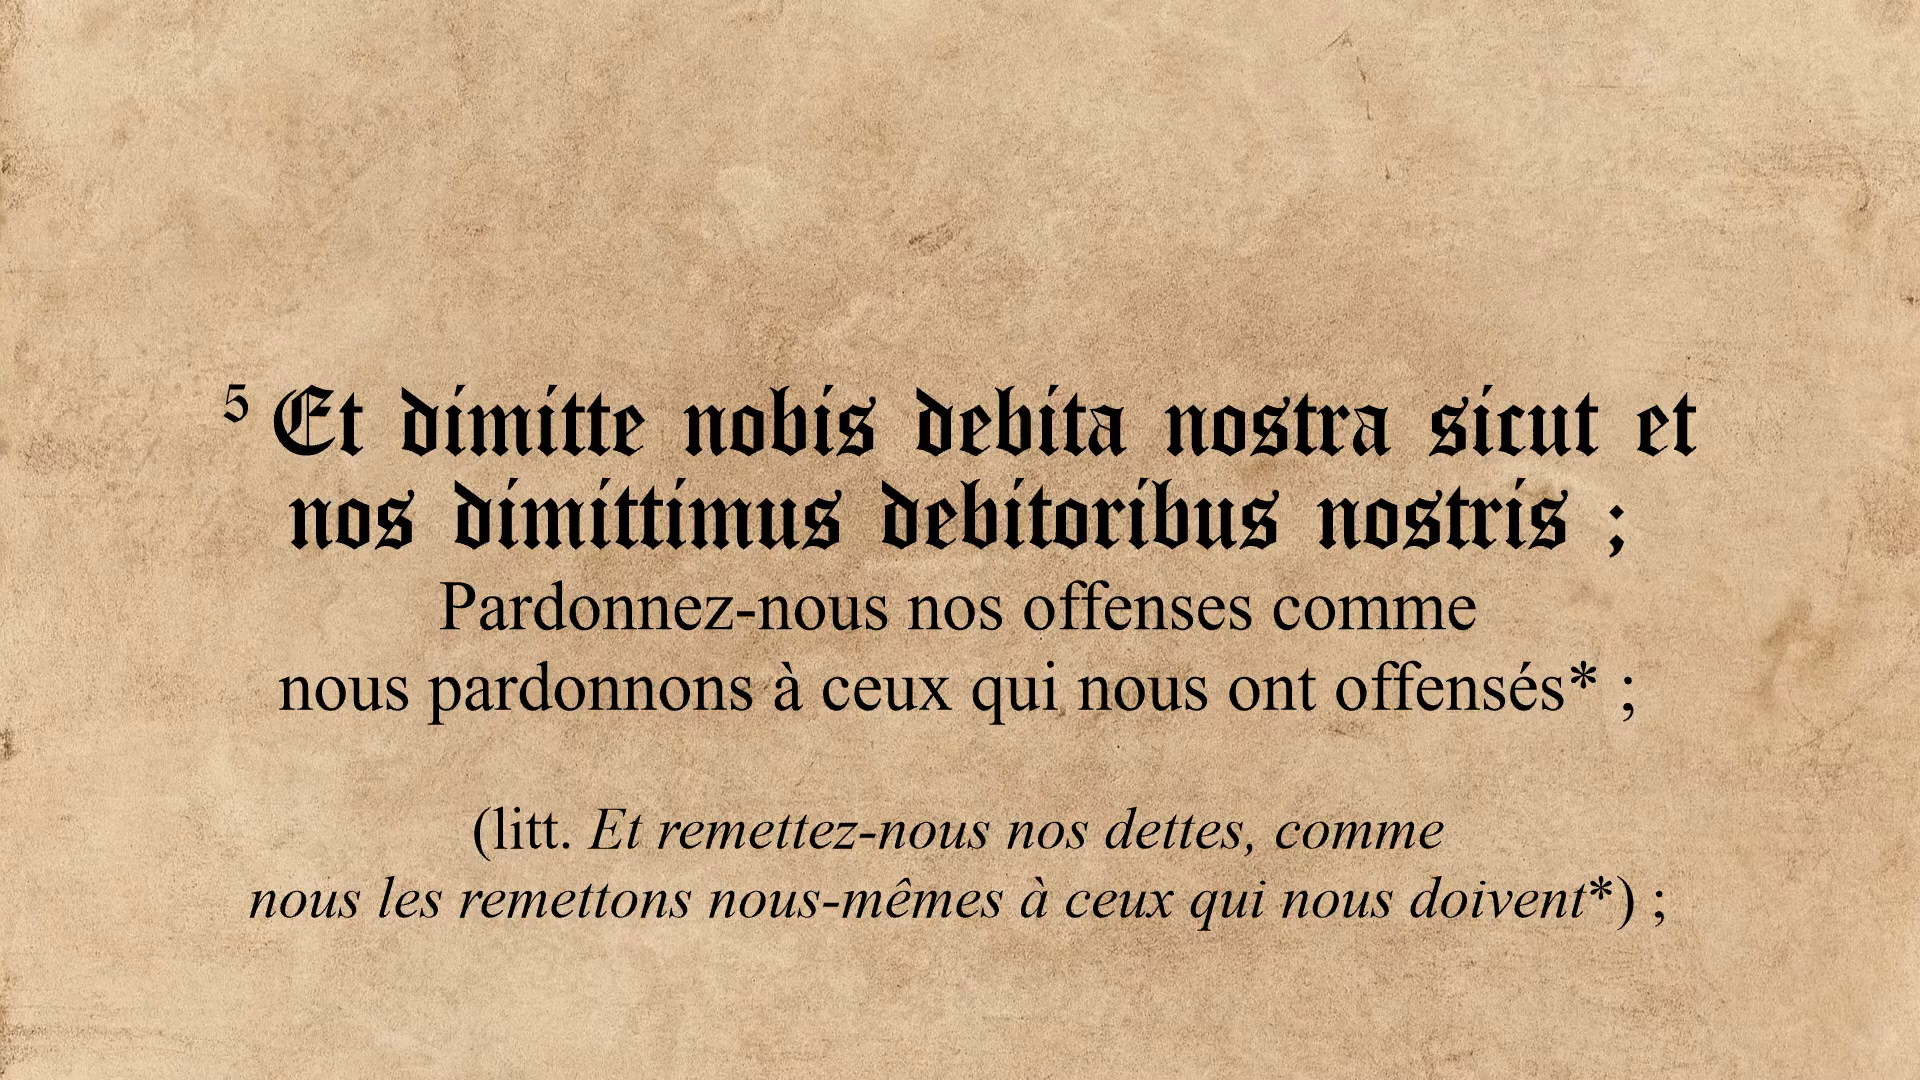 ⁵ Et dimitte nobis debita nostra sicut et
nos dimittimus debitoribus nostris ;
Pardonnez-nous nos offenses comme
nous pardonnons à ceux qui nous ont offensés* ;
(litt. Et remettez-nous nos dettes, comme
nous les remettons nous-mêmes à ceux qui nous doivent*) ;